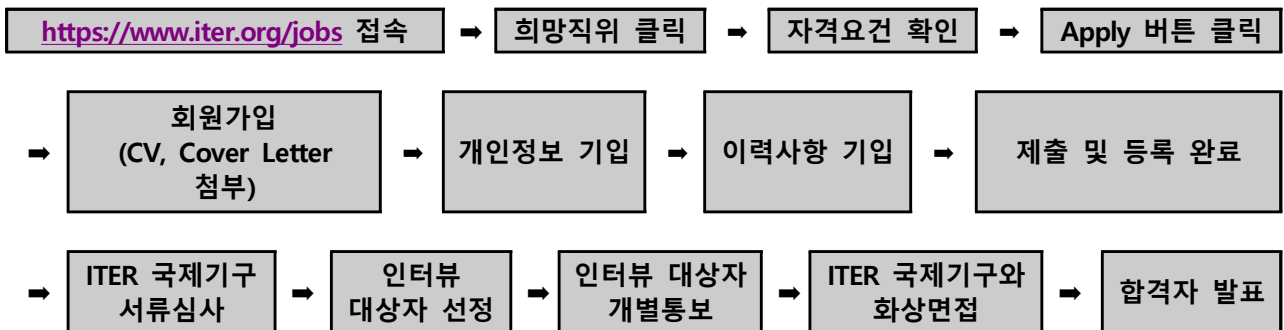 https://www.iter.org/jobs 접속 ➡ 희망직위 클릭 ➡ 자격요건 확인 ➡ Apply 버튼 클릭
➡ 회원가입
(CV, Cover Letter
첨부)
➡ 개인정보 기입 ➡ 이력사항 기입 ➡ 제출 및 등록 완료
➡ ITER 국제기구
서류심사
➡ 인터뷰
대상자 선정
➡ 인터뷰 대상자
개별통보
➡ ITER 국제기구와
화상면접
➡ 합격자 발표